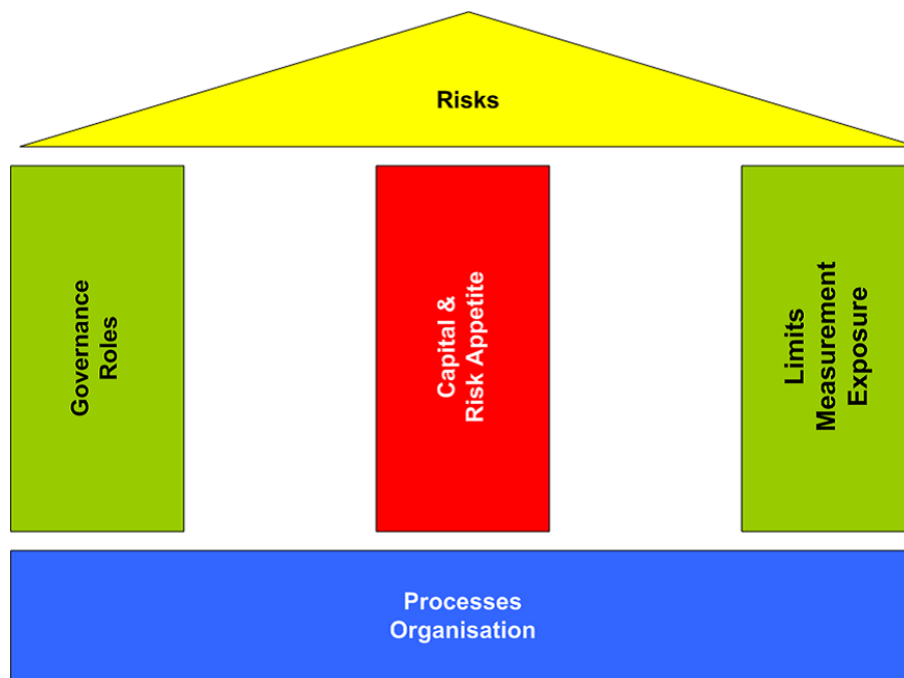 Risks
Governance
Roles
Capital &
Risk Appetite
Limits
Measurement
Exposure
Processes
Organisation